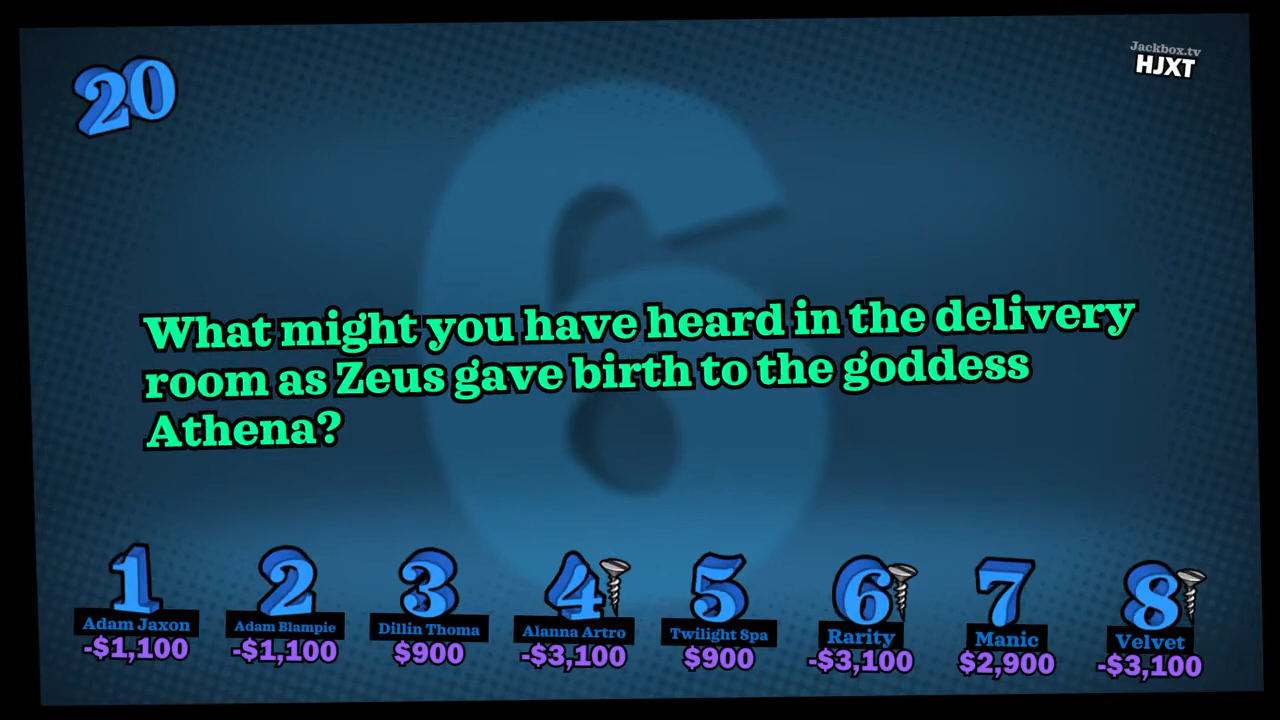 20
Jackbox.tv
HJXT
What might you have heard in the delivery
room as Zeus gave birth to the goddess
Athena?
6
1 2 3 4 5 6 7 8
Adam Jaxon Adam Blampie Dillin Thoma Alanna Artro Twilight Spa Rarity Manic Velvet
-$1,100 -$1,100 $900 -$3,100 $900 -$3,100 $2,900 -$3,100